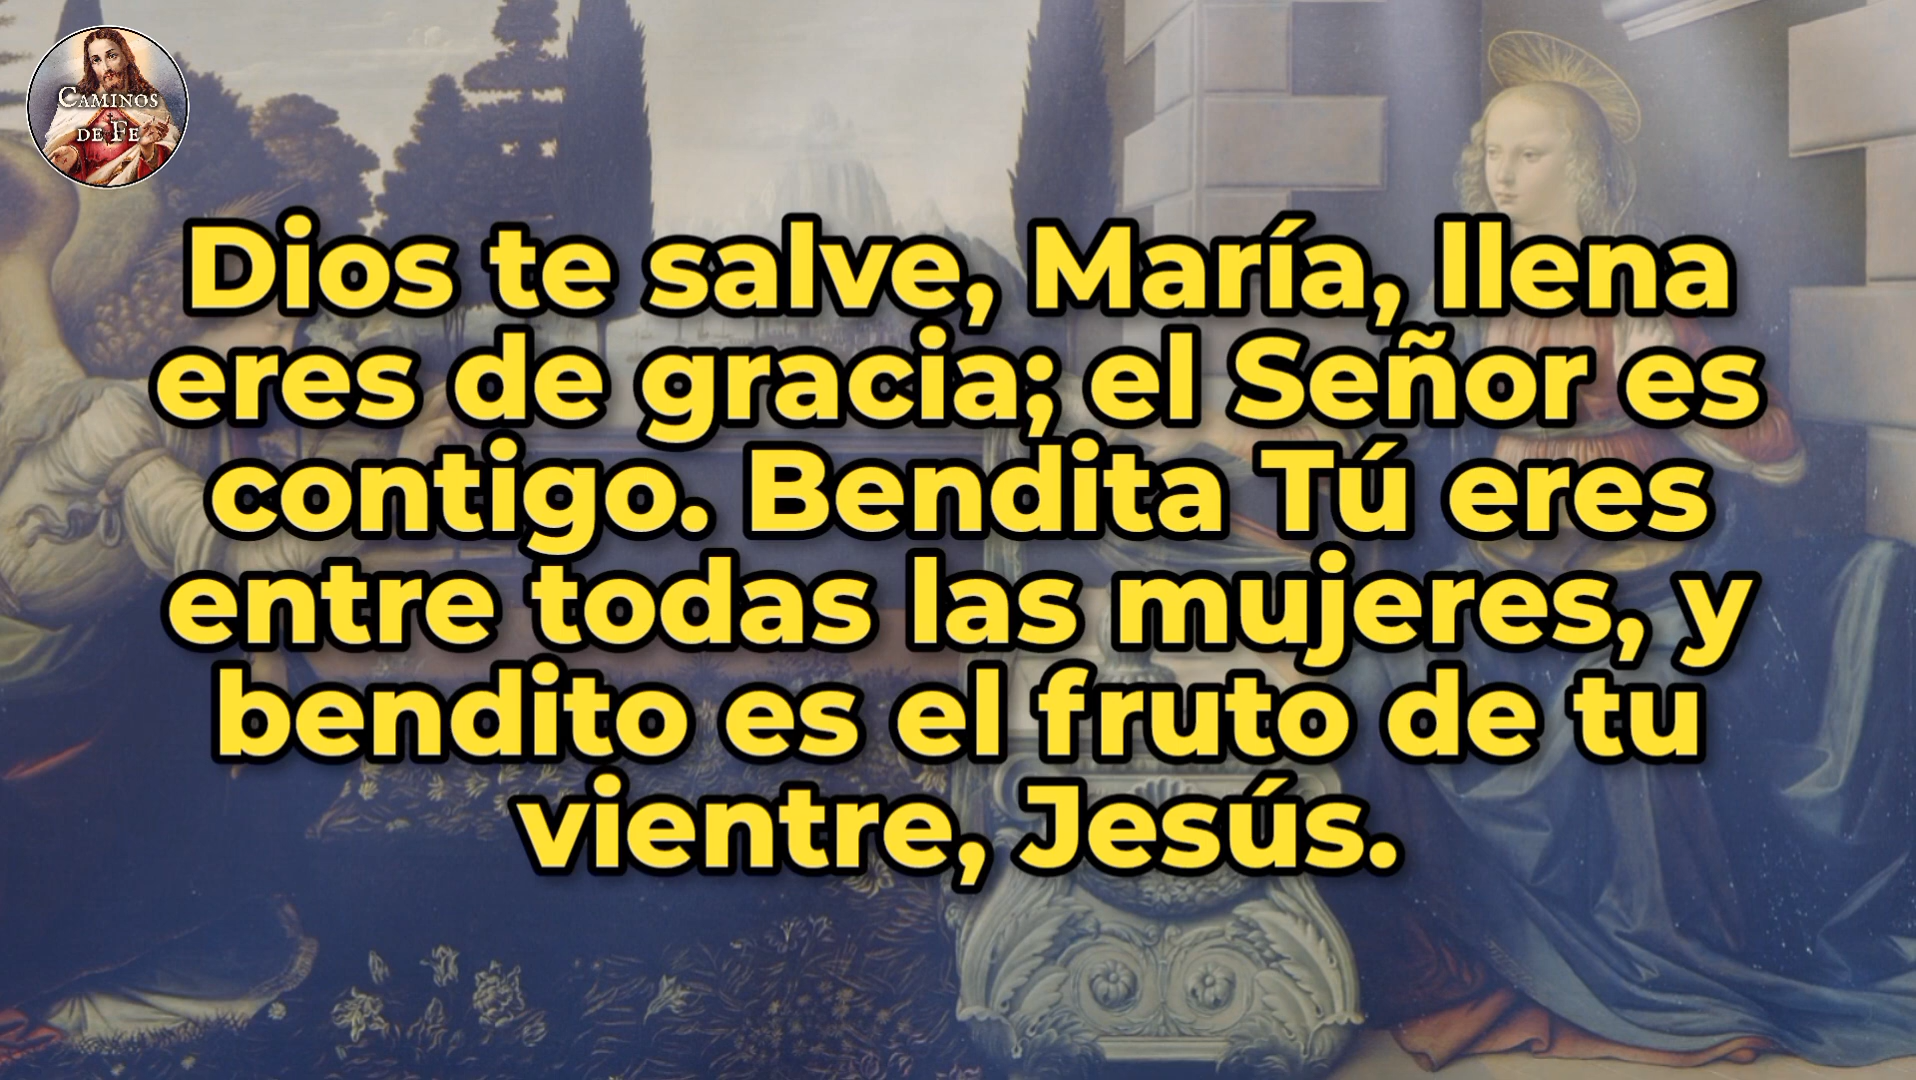 CAMINOS
DE FE
Dios te salve, María, llena
eres de gracia; el Señor es
contigo. Bendita Tú eres
entre todas las mujeres, y
bendito es el fruto de tu
vientre, Jesús.